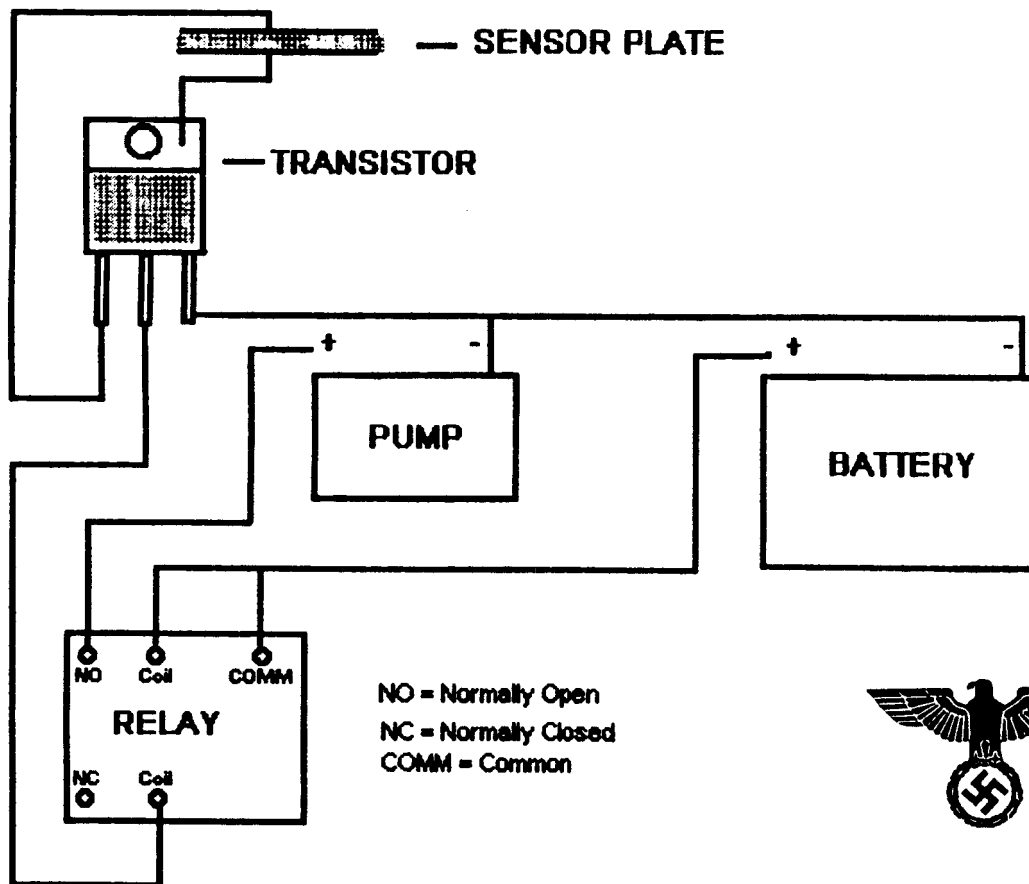 SENSOR PLATE
TRANSISTOR
+ -
+ -
PUMP
BATTERY
NO Coil COMM
RELAY
NC Coil
NO = Normally Open
NC = Normally Closed
COMM = Common